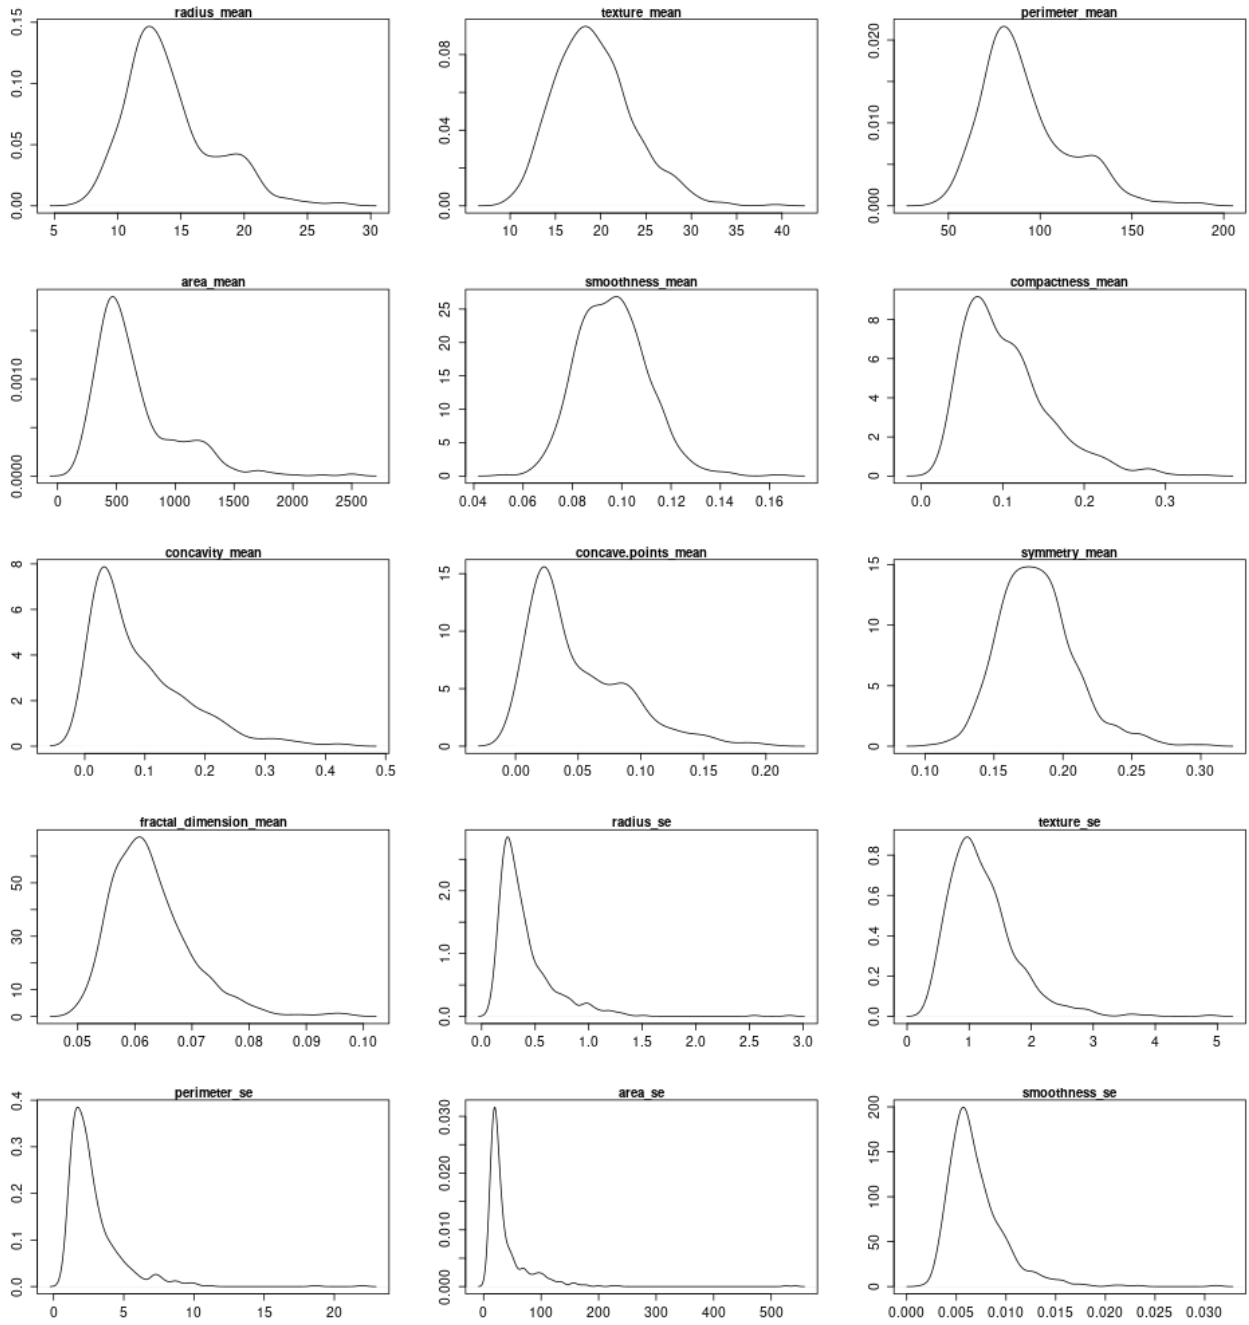 radius_mean texture_mean perimeter_mean
0.00 0.05 0.10 0.15 0.00 0.04 0.08 0.000 0.010 0.020
5 10 15 20 25 30 10 15 20 25 30 35 40 50 100 150 200
area_mean smoothness_mean compactness_mean
0.0000 0.0010 0 5 10 15 20 25 0 2 4 6 8
0 500 1000 1500 2000 2500 0.04 0.06 0.08 0.10 0.12 0.14 0.16 0.0 0.1 0.2 0.3
concavity_mean concave.points_mean symmetry_mean
0 2 4 6 8 0 5 10 15 0 5 10 15
0.0 0.1 0.2 0.3 0.4 0.5 0.00 0.05 0.10 0.15 0.20 0.10 0.15 0.20 0.25 0.30
fractal_dimension_mean radius_se texture_se
0 10 30 50 0.0 1.0 2.0 0.0 0.2 0.4 0.6 0.8
0.05 0.06 0.07 0.08 0.09 0.10 0.0 0.5 1.0 1.5 2.0 2.5 3.0 0 1 2 3 4 5
perimeter_se area_se smoothness_se
0.0 0.1 0.2 0.3 0.4 0.000 0.010 0.020 0.030 0 50 100 150 200
0 5 10 15 20 0 100 200 300 400 500 0.000 0.005 0.010 0.015 0.020 0.025 0.030